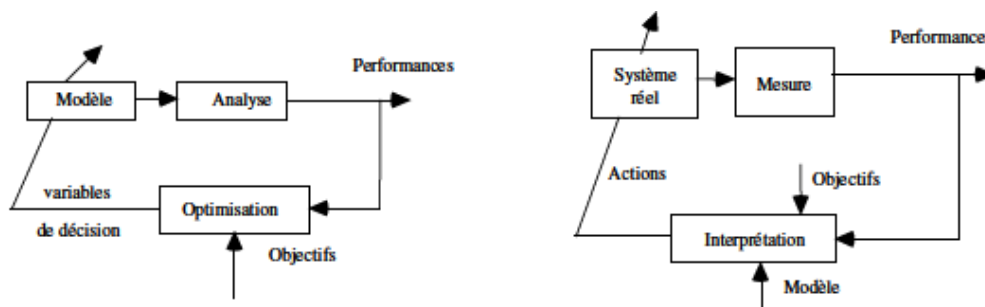 Performances
Modèle
Analyse
variables
de décision
Optimisation
Objectifs
Performance
Système
réel
Mesure
Actions
Objectifs
Interprétation
Modèle